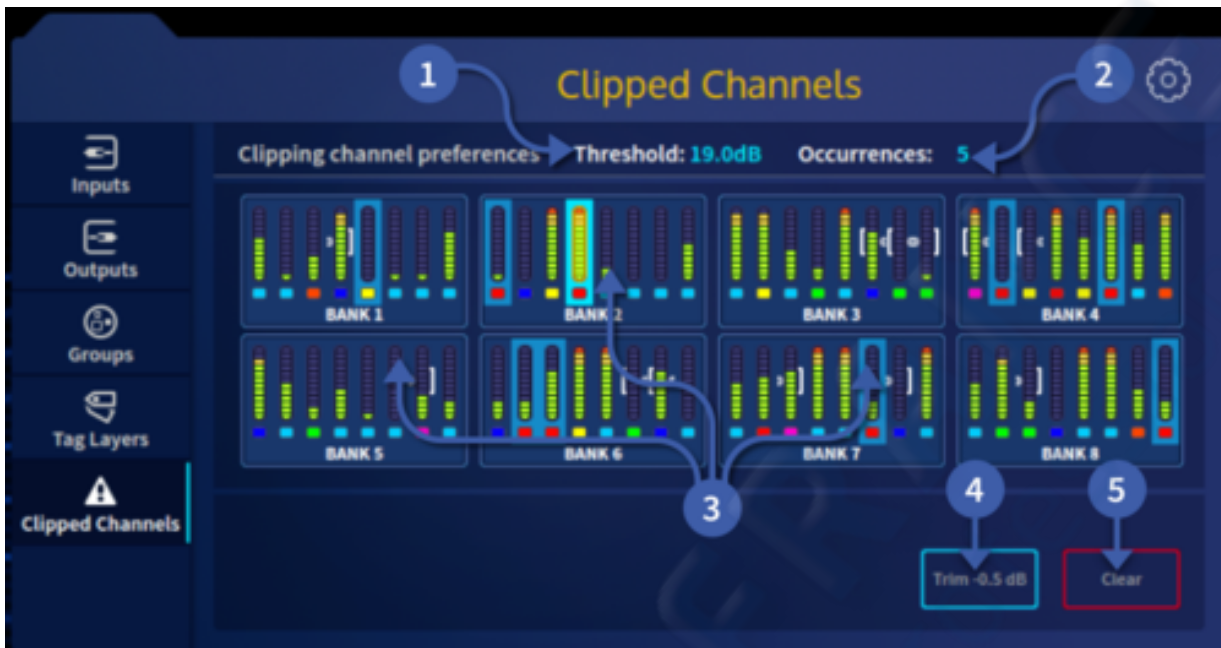 1
Clipped Channels
2
Clipping channel preferences Threshold: 19.0dB Occurrences: 5
Inputs
Outputs
Groups
Tag Layers
Clipped Channels
BANK 1
BANK 2
BANK 3
BANK 4
BANK 5
BANK 6
BANK 7
BANK 8
3
4
5
Trim -0.5 dB
Clear